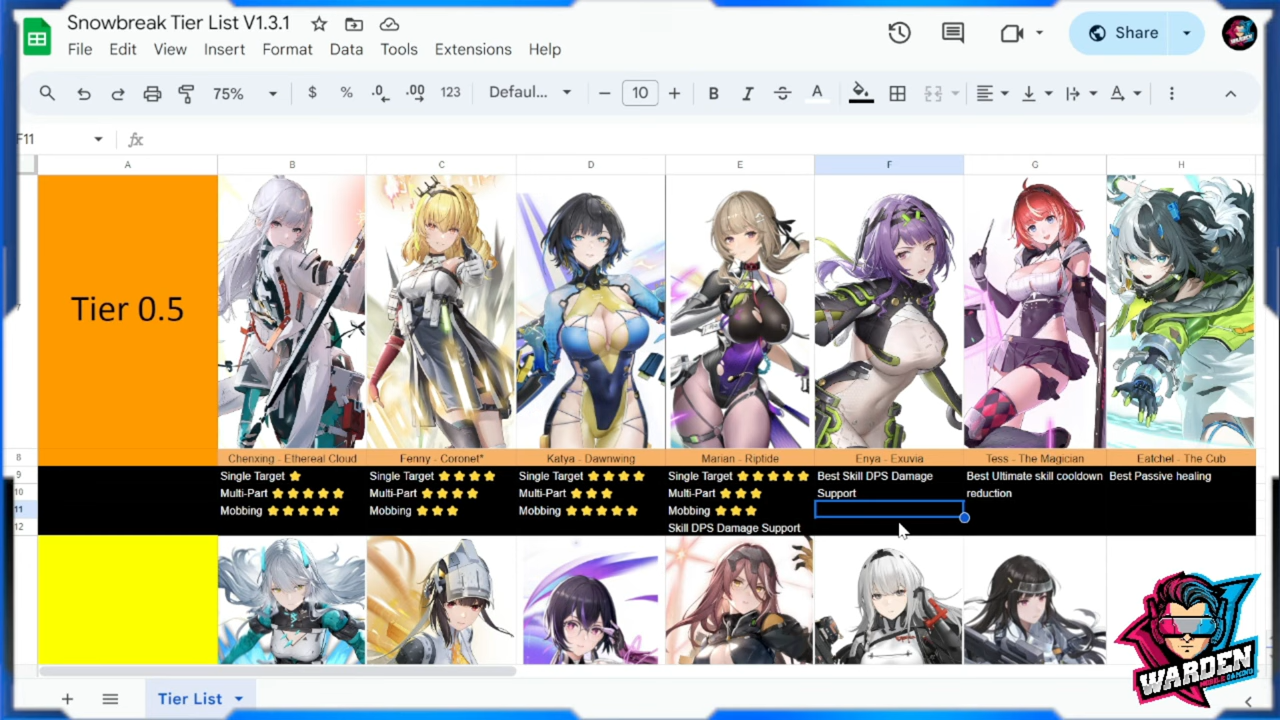 Snowbreak Tier List V1.3.1
File Edit View Insert Format Data Tools Extensions Help
Share
75% $ % .0 .00 123 Defaul... 10 B I S A
F11 fx
A B C D E F G H
Tier 0.5
8 Chenxing - Ethereal Cloud Fenny - Coronet* Katya - Dawnwing Marian - Riptide Enya - Exuvia Tess - The Magician Eatchel - The Cub
9 Single Target ⭐ Single Target ⭐⭐⭐⭐ Single Target ⭐⭐⭐⭐ Single Target ⭐⭐⭐⭐⭐ Best Skill DPS Damage Best Ultimate skill cooldown Best Passive healing
10 Multi-Part ⭐⭐⭐⭐⭐ Multi-Part ⭐⭐⭐⭐ Multi-Part ⭐⭐⭐ Multi-Part ⭐⭐⭐ Support reduction
11 Mobbing ⭐⭐⭐⭐⭐ Mobbing ⭐⭐⭐ Mobbing ⭐⭐⭐⭐⭐ Mobbing ⭐⭐⭐
12 Skill DPS Damage Support
WARDEN
MOBILE GAMING
Tier List